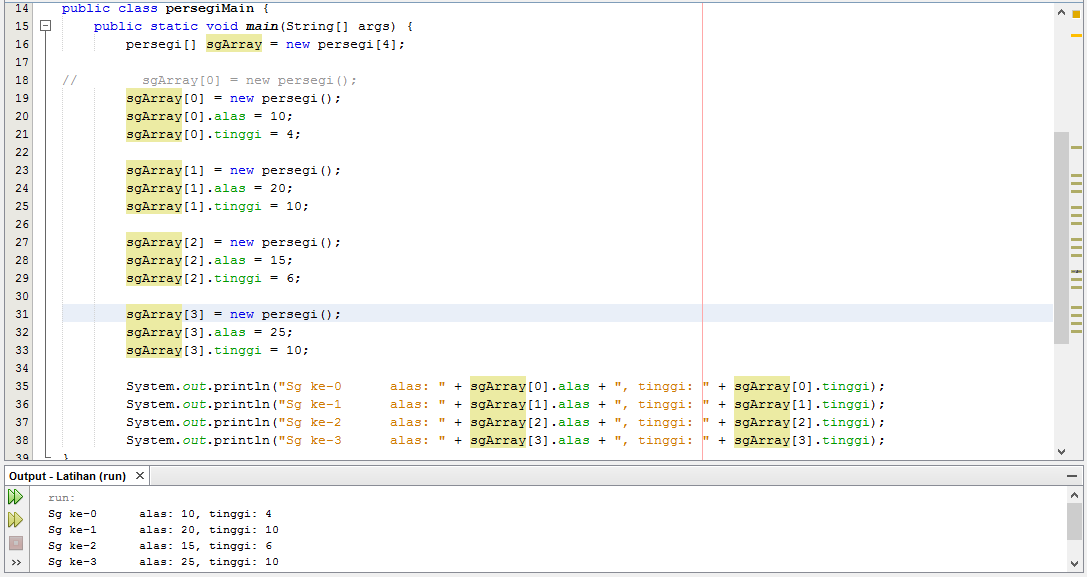 14 public class persegiMain {
15 public static void main(String[] args) {
16 persegi[] sgArray = new persegi[4];
17
18 // sgArray[0] = new persegi();
19 sgArray[0] = new persegi();
20 sgArray[0].alas = 10;
21 sgArray[0].tinggi = 4;
22
23 sgArray[1] = new persegi();
24 sgArray[1].alas = 20;
25 sgArray[1].tinggi = 10;
26
27 sgArray[2] = new persegi();
28 sgArray[2].alas = 15;
29 sgArray[2].tinggi = 6;
30
31 sgArray[3] = new persegi();
32 sgArray[3].alas = 25;
33 sgArray[3].tinggi = 10;
34
35 System.out.println("Sg ke-0 alas: " + sgArray[0].alas + ", tinggi: " + sgArray[0].tinggi);
36 System.out.println("Sg ke-1 alas: " + sgArray[1].alas + ", tinggi: " + sgArray[1].tinggi);
37 System.out.println("Sg ke-2 alas: " + sgArray[2].alas + ", tinggi: " + sgArray[2].tinggi);
38 System.out.println("Sg ke-3 alas: " + sgArray[3].alas + ", tinggi: " + sgArray[3].tinggi);
39 }
Output - Latihan (run) ×
run:
Sg ke-0 alas: 10, tinggi: 4
Sg ke-1 alas: 20, tinggi: 10
Sg ke-2 alas: 15, tinggi: 6
Sg ke-3 alas: 25, tinggi: 10